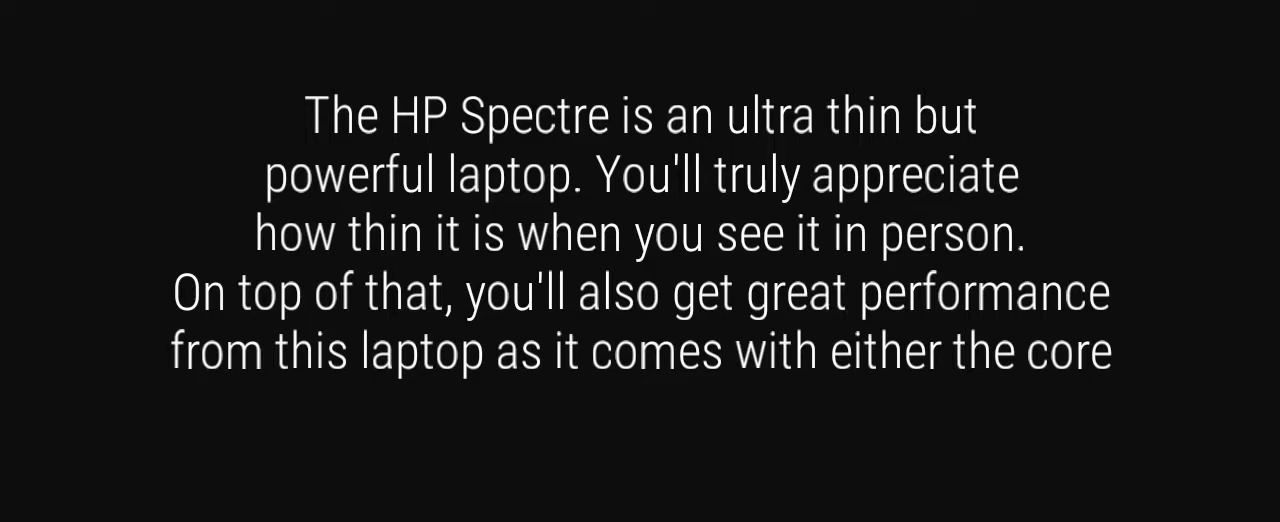 The HP Spectre is an ultra thin but
powerful laptop. You'll truly appreciate
how thin it is when you see it in person.
On top of that, you'll also get great performance
from this laptop as it comes with either the core